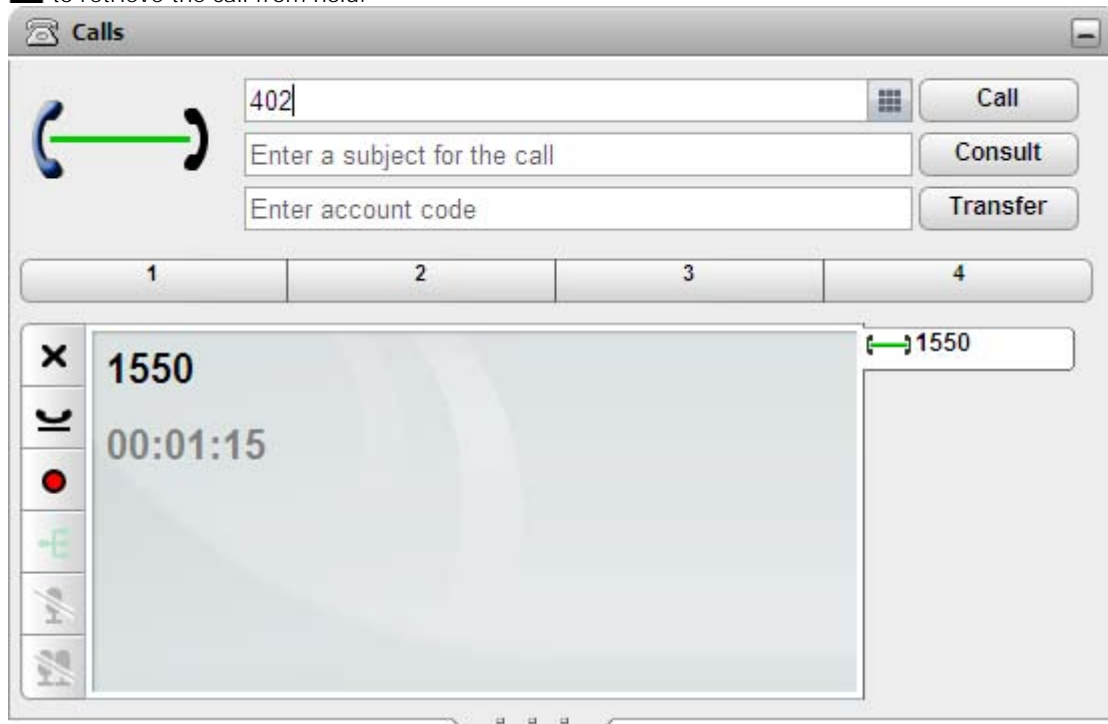 to retrieve the call from hold.
Calls
402 Call
Enter a subject for the call Consult
Enter account code Transfer
1 2 3 4
1550
1550
00:01:15